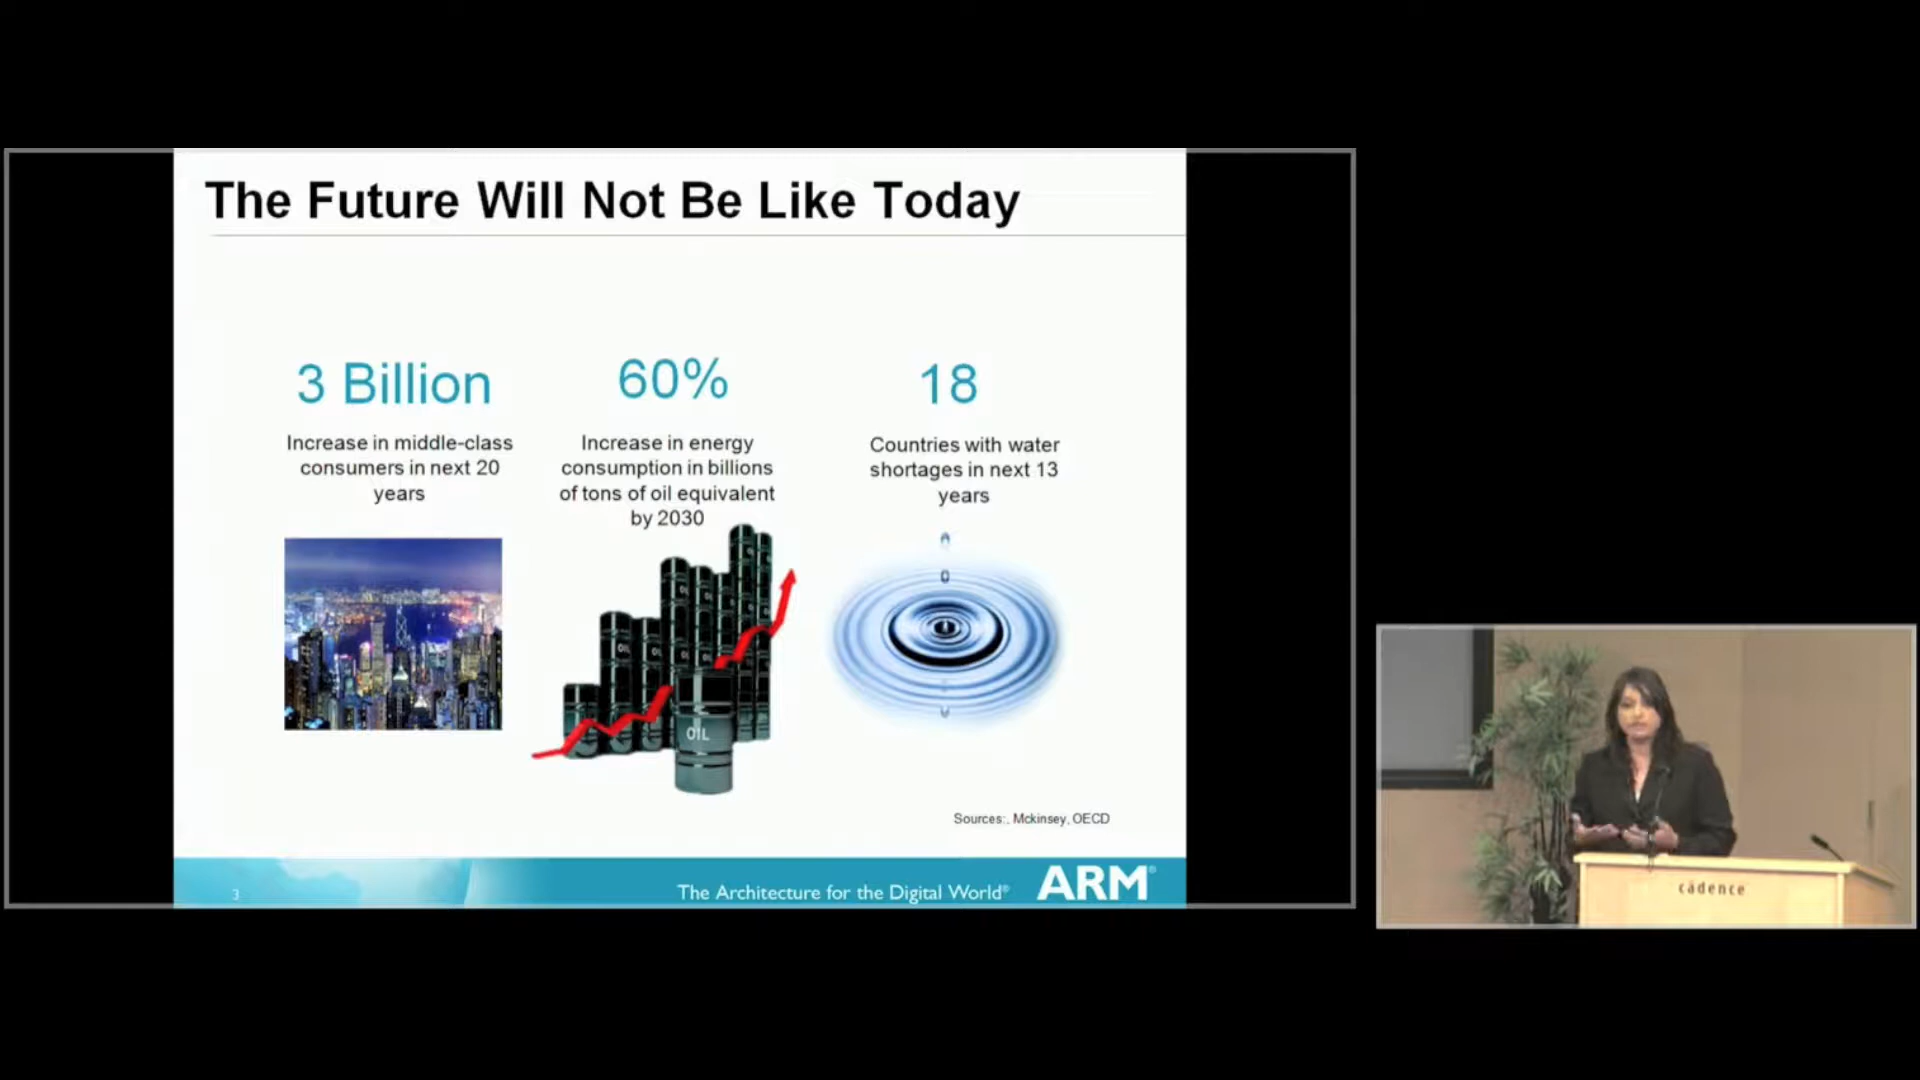 The Future Will Not Be Like Today
3 Billion
Increase in middle-class
consumers in next 20
years
60%
Increase in energy
consumption in billions
of tons of oil equivalent
by 2030
18
Countries with water
shortages in next 13
years
OIL
Sources:, Mckinsey, OECD
3
The Architecture for the Digital World®
ARM®
cādence